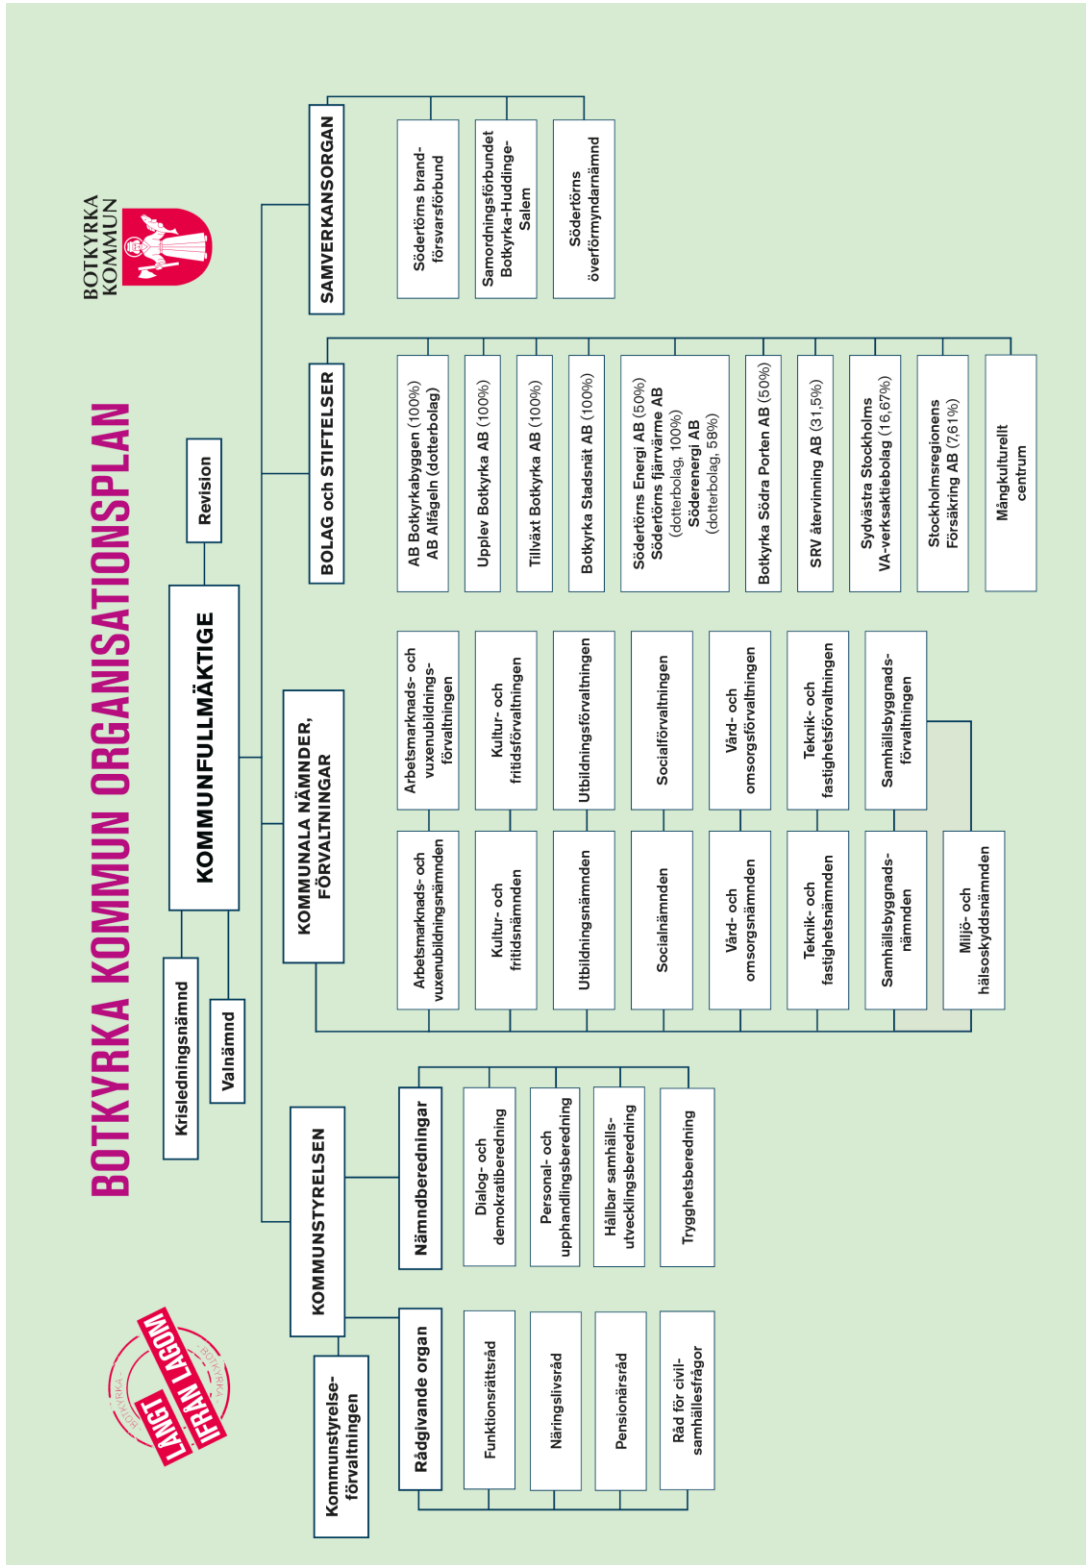 BOTKYRKA KOMMUN ORGANISATIONSPLAN
BOTKYRKA
KOMMUN
LÅNGT
IFRÅN LAGOM
- BOTKYRKA -
- BOTKYRKA -
KOMMUNFULLMÄKTIGE
Revision
Krisledningsnämnd
Valnämnd
KOMMUNSTYRELSEN
Kommunstyrelse-
förvaltningen
Rådgivande organ
Funktionsrättsråd
Näringslivsråd
Pensionärsråd
Råd för civil-
samhällesfrågor
Nämndberedningar
Dialog- och
demokratiberedning
Personal- och
upphandlingsberedning
Hållbar samhälls-
utvecklingsberedning
Trygghetsberedning
KOMMUNALA NÄMNDER,
FÖRVALTNINGAR
Arbetsmarknads- och
vuxenubildningsnämnden
Arbetsmarknads- och
vuxenubildnings-
förvaltningen
Kultur- och
fritidsnämnden
Kultur- och
fritidsförvaltningen
Utbildningsnämnden
Utbildningsförvaltningen
Socialnämnden
Socialförvaltningen
Vård- och
omsorgsnämnden
Vård- och
omsorgsförvaltningen
Teknik- och
fastighetsnämnden
Teknik- och
fastighetsförvaltningen
Samhällsbyggnads-
nämnden
Samhällsbyggnads-
förvaltningen
Miljö- och
hälsoskyddsnämnden
BOLAG och STIFTELSER
AB Botkyrkabyggen (100%)
AB Alfågeln (dotterbolag)
Upplev Botkyrka AB (100%)
Tillväxt Botkyrka AB (100%)
Botkyrka Stadsnät AB (100%)
Södertörns Energi AB (50%)
Södertörns fjärrvärme AB
(dotterbolag, 100%)
Söderenergi AB
(dotterbolag, 58%)
Botkyrka Södra Porten AB (50%)
SRV återvinning AB (31,5%)
Sydvästra Stockholms
VA-verksaktiebolag (16,67%)
Stockholmsregionens
Försäkring AB (7,61%)
Mångkulturellt
centrum
SAMVERKANSORGAN
Södertörns brand-
försvarsförbund
Samordningsförbundet
Botkyrka-Huddinge-
Salem
Södertörns
överförmyndarnämnd